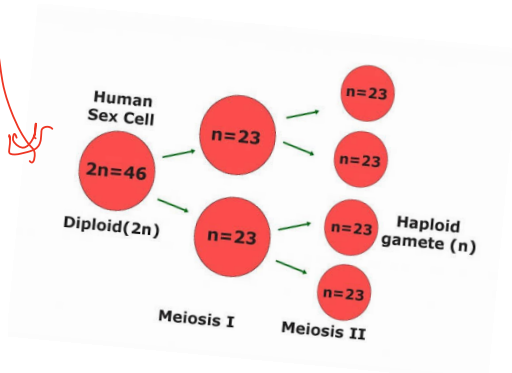 Human
Sex Cell
2n=46
Diploid(2n)
n=23
n=23
n=23
n=23
n=23
n=23
Haploid
gamete (n)
Meiosis I
Meiosis II